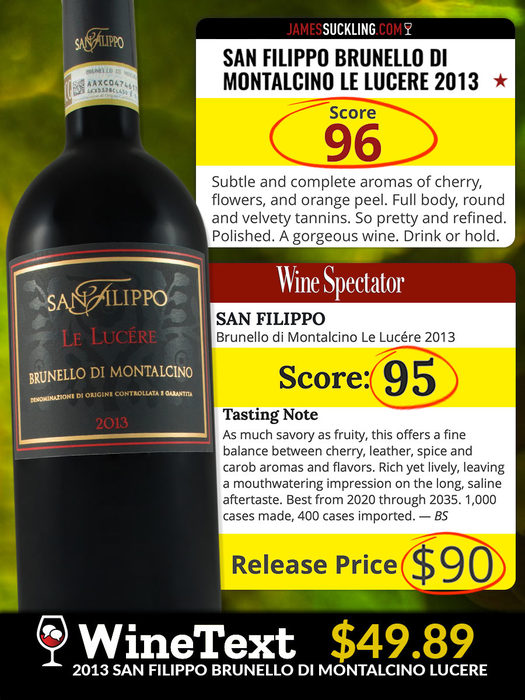 SAN FILIPPO
JAMESSUCKLING.COM
SAN FILIPPO BRUNELLO DI
MONTALCINO LE LUCERE 2013
Score
96
Subtle and complete aromas of cherry,
flowers, and orange peel. Full body, round
and velvety tannins. So pretty and refined.
Polished. A gorgeous wine. Drink or hold.
SAN FILIPPO
LE LUCÉRE
BRUNELLO DI MONTALCINO
DENOMINAZIONE DI ORIGINE CONTROLLATA E GARANTITA
2013
Wine Spectator
SAN FILIPPO
Brunello di Montalcino Le Lucére 2013
Score: 95
Tasting Note
As much savory as fruity, this offers a fine
balance between cherry, leather, spice and
carob aromas and flavors. Rich yet lively, leaving
a mouthwatering impression on the long, saline
aftertaste. Best from 2020 through 2035. 1,000
cases made, 400 cases imported. — BS
Release Price $90
WineText $49.89
2013 SAN FILIPPO BRUNELLO DI MONTALCINO LUCERE